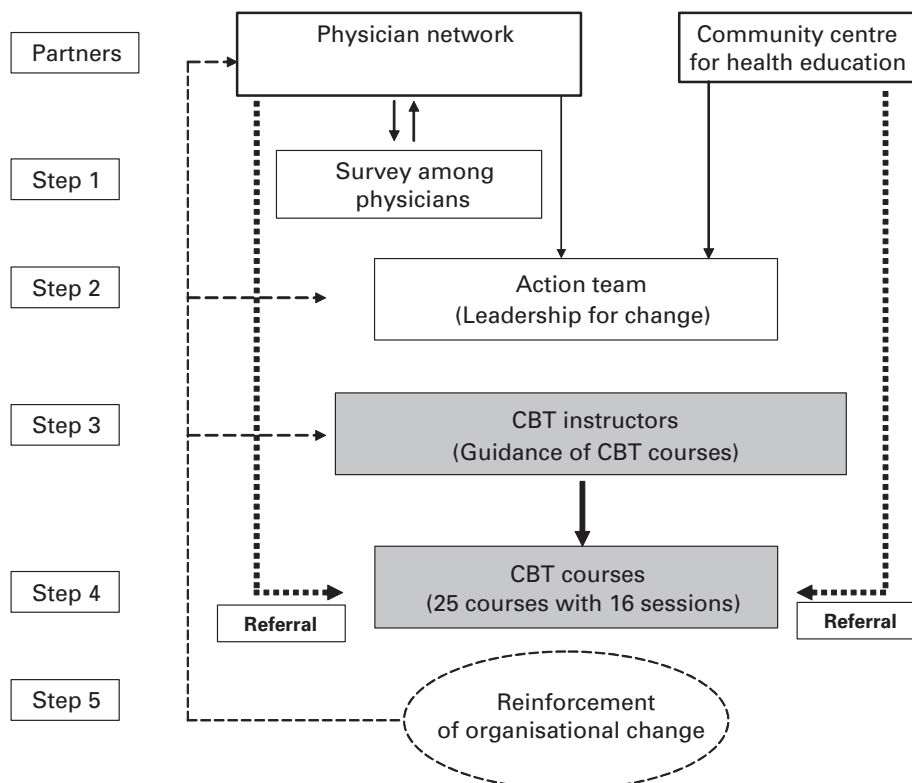 Partners
Physician network
Community centre
for health education
Step 1
Survey among
physicians
Step 2
Action team
(Leadership for change)
Step 3
CBT instructors
(Guidance of CBT courses)
Step 4
CBT courses
(25 courses with 16 sessions)
Referral
Referral
Step 5
Reinforcement
of organisational change